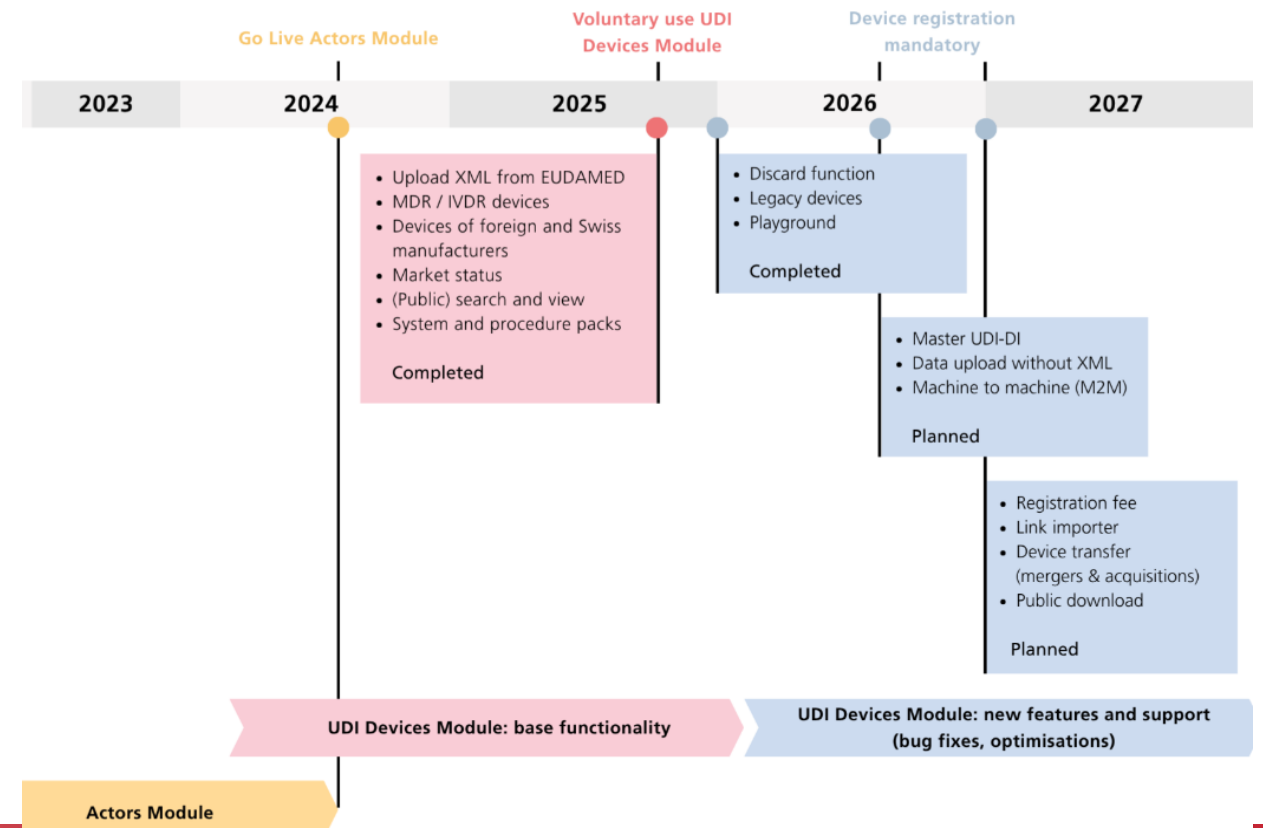 Go Live Actors Module
Voluntary use UDI
Devices Module
Device registration
mandatory
2023
2024
2025
2026
2027
• Upload XML from EUDAMED
• MDR / IVDR devices
• Devices of foreign and Swiss
manufacturers
• Market status
• (Public) search and view
• System and procedure packs
Completed
• Discard function
• Legacy devices
• Playground
Completed
• Master UDI-DI
• Data upload without XML
• Machine to machine (M2M)
Planned
• Registration fee
• Link importer
• Device transfer
(mergers & acquisitions)
• Public download
Planned
UDI Devices Module: base functionality
UDI Devices Module: new features and support
(bug fixes, optimisations)
Actors Module